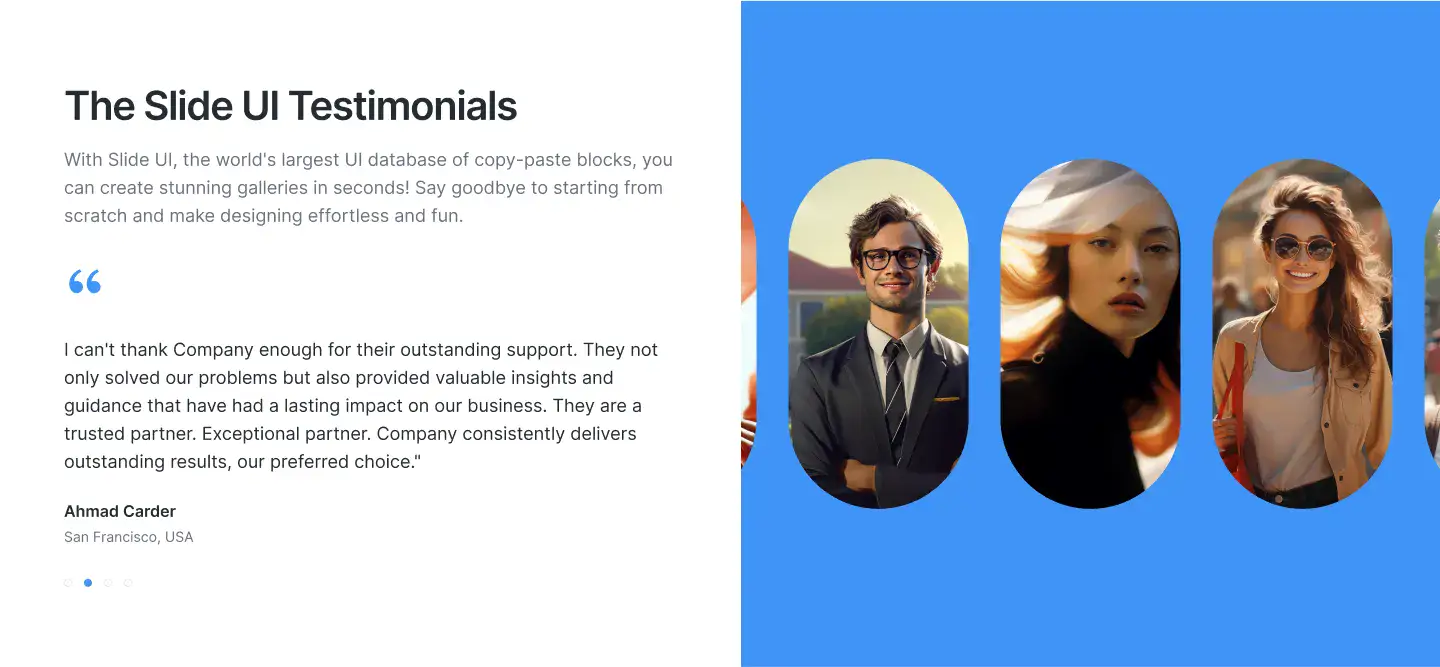 The Slide UI Testimonials
With Slide UI, the world's largest UI database of copy-paste blocks, you
can create stunning galleries in seconds! Say goodbye to starting from
scratch and make designing effortless and fun.
“
I can't thank Company enough for their outstanding support. They not
only solved our problems but also provided valuable insights and
guidance that have had a lasting impact on our business. They are a
trusted partner. Exceptional partner. Company consistently delivers
outstanding results, our preferred choice."
Ahmad Carder
San Francisco, USA